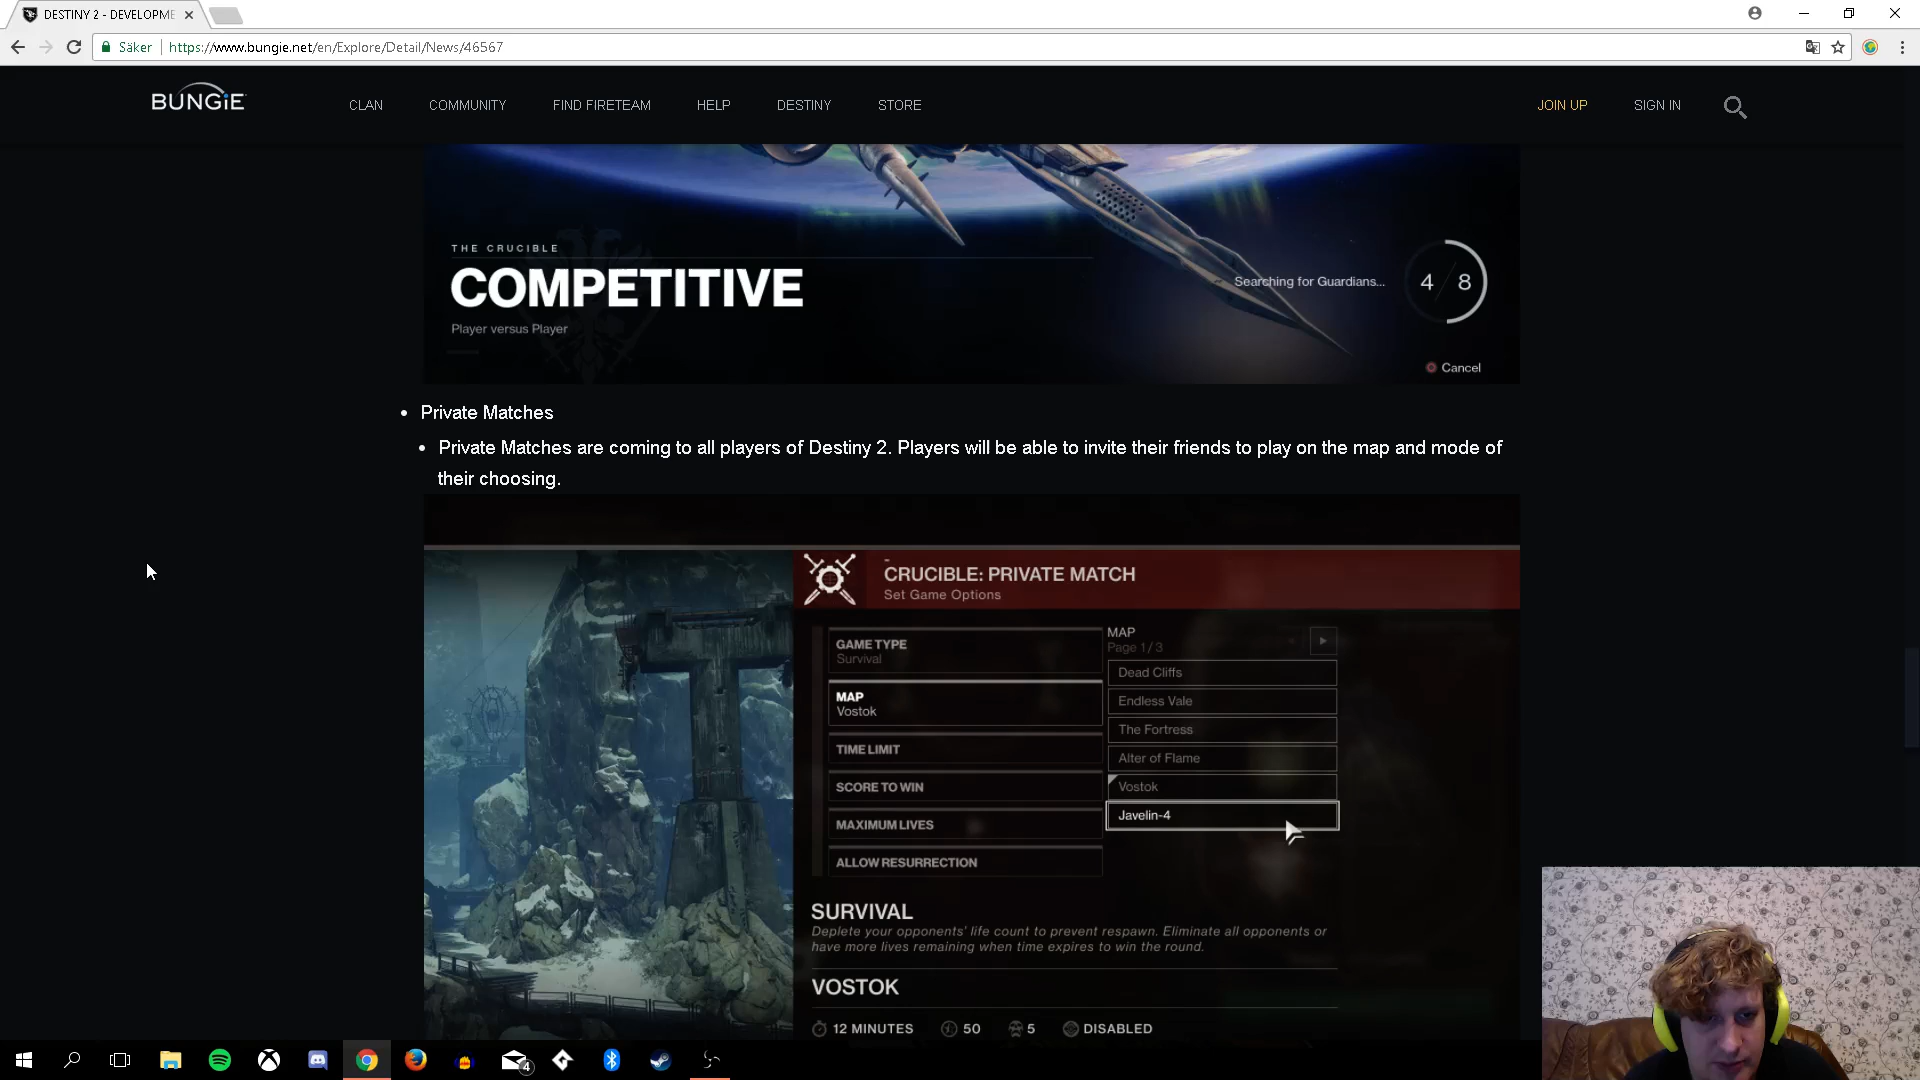 DESTINY 2 - DEVELOPME
Säker https://www.bungie.net/en/Explore/Detail/News/46567
BUNGiE CLAN COMMUNITY FIND FIRETEAM HELP DESTINY STORE JOIN UP SIGN IN
THE CRUCIBLE
COMPETITIVE
Player versus Player
Searching for Guardians... 4 / 8
Cancel
• Private Matches
• Private Matches are coming to all players of Destiny 2. Players will be able to invite their friends to play on the map and mode of
their choosing.
CRUCIBLE: PRIVATE MATCH
Set Game Options
GAME TYPE
Survival
MAP
Vostok
TIME LIMIT
SCORE TO WIN
MAXIMUM LIVES
ALLOW RESURRECTION
MAP
Page 1 / 3
Dead Cliffs
Endless Vale
The Fortress
Alter of Flame
Vostok
Javelin-4
SURVIVAL
Deplete your opponents' life count to prevent respawn. Eliminate all opponents or
have more lives remaining when time expires to win the round.
VOSTOK
12 MINUTES 50 5 DISABLED
4